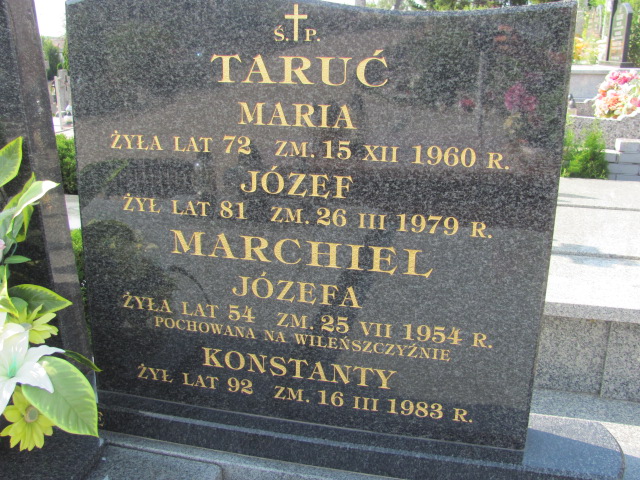 Ś. P.
TARUĆ
MARIA
ŻYŁA LAT 72 ZM. 15 XII 1960 R.
JÓZEF
ŻYŁ LAT 81 ZM. 26 III 1979 R.
MARCHIEL
JÓZEFA
ŻYŁA LAT 54 ZM. 25 VII 1954 R.
POCHOWANA NA WILEŃSZCZYŹNIE
KONSTANTY
ŻYŁ LAT 92 ZM. 16 III 1983 R.